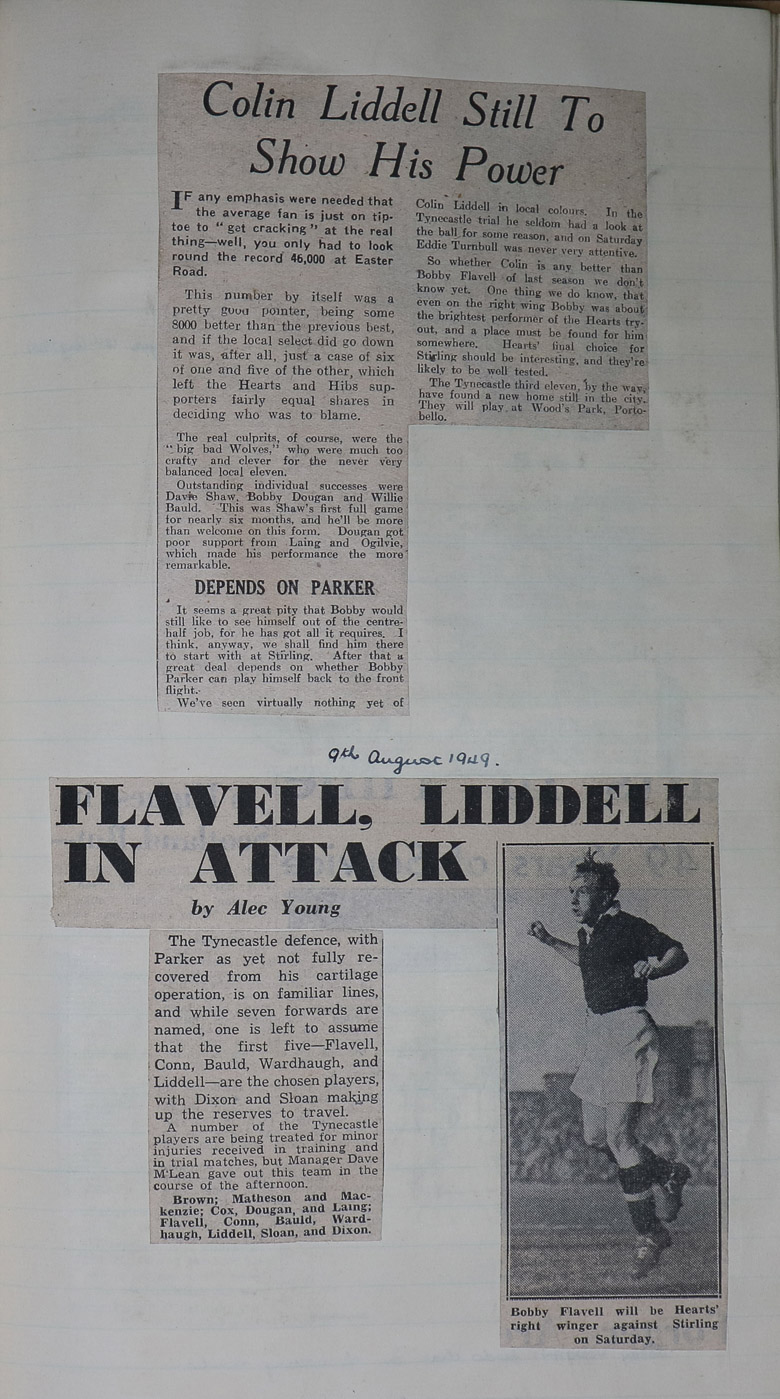 Colin Liddell Still To
Show His Power
IF any emphasis were needed that
the average fan is just on tip-
toe to "get cracking" at the real
thing—well, you only had to look
round the record 46,000 at Easter
Road.
This number by itself was a
pretty good pointer, being some
8000 better than the previous best,
and if the local select did go down
it was, after all, just a case of six
of one and five of the other, which
left the Hearts and Hibs sup-
porters fairly equal shares in
deciding who was to blame.
The real culprits, of course, were the
"big bad Wolves," who were much too
crafty and clever for the never very
balanced local eleven.
Outstanding individual successes were
Davie Shaw, Bobby Dougan and Willie
Bauld. This was Shaw's first full game
for nearly six months, and he'll be more
than welcome on this form. Dougan got
poor support from Laing and Ogilvie,
which made his performance the more
remarkable.
DEPENDS ON PARKER
It seems a great pity that Bobby would
still like to see himself out of the centre-
half job, for he has got all it requires. I
think, anyway, we shall find him there
to start with at Stirling. After that a
great deal depends on whether Bobby
Parker can play himself back to the front
flight.
We've seen virtually nothing yet of
Colin Liddell in local colours. In the
Tynecastle trial he seldom had a look at
the ball for some reason, and on Saturday
Eddie Turnbull was never very attentive.
So whether Colin is any better than
Bobby Flavell of last season we don't
know yet. One thing we do know, that
even on the right wing Bobby was about
the brightest performer of the Hearts try-
out, and a place must be found for him
somewhere. Hearts' final choice for
Stirling should be interesting, and they're
likely to be well tested.
The Tynecastle third eleven, by the way,
have found a new home still in the city.
They will play at Wood's Park, Porto-
bello.
9th August 1949.
FLAVELL, LIDDELL
IN ATTACK
by Alec Young
The Tynecastle defence, with
Parker as yet not fully re-
covered from his cartilage
operation, is on familiar lines,
and while seven forwards are
named, one is left to assume
that the first five—Flavell,
Conn, Bauld, Wardhaugh, and
Liddell—are the chosen players,
with Dixon and Sloan making
up the reserves to travel.
A number of the Tynecastle
players are being treated for minor
injuries received in training and
in trial matches, but Manager Dave
M'Lean gave out this team in the
course of the afternoon.
Brown; Matheson and Mac-
kenzie; Cox, Dougan, and Laing;
Flavell, Conn, Bauld, Ward-
haugh, Liddell, Sloan, and Dixon.
Bobby Flavell will be Hearts'
right winger against Stirling
on Saturday.